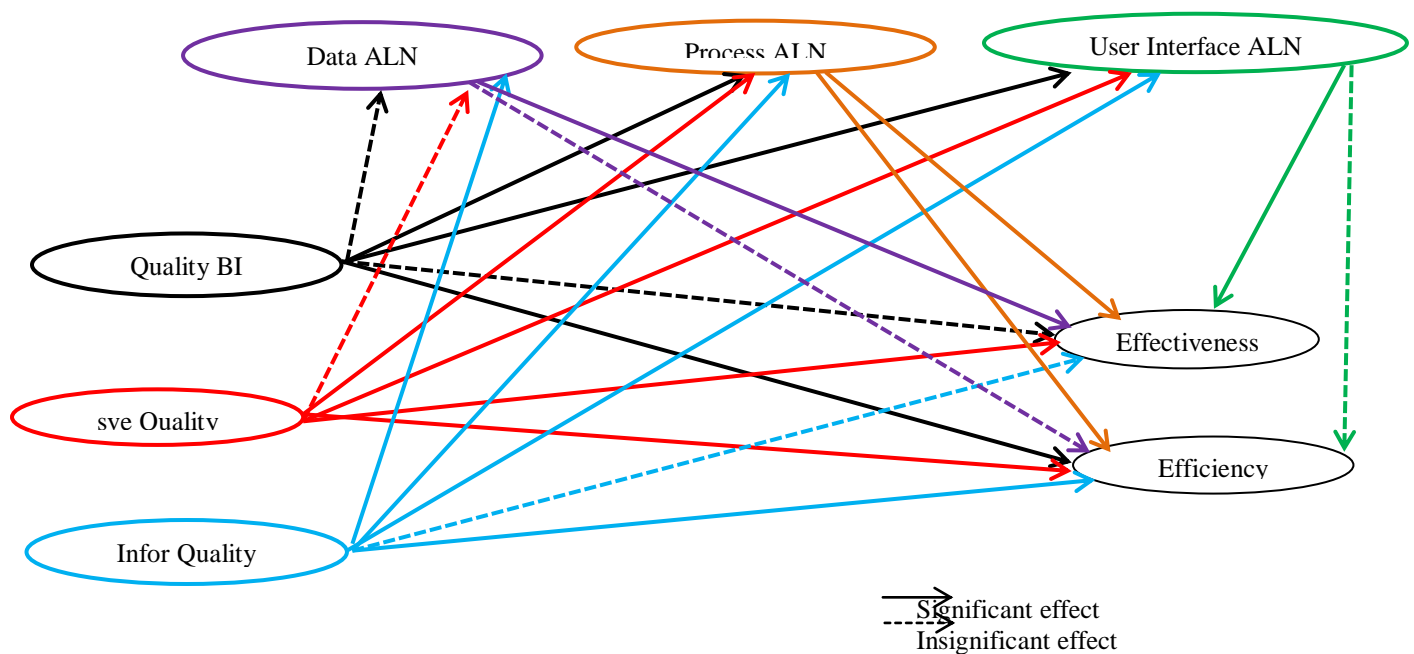 Data ALN
Process ALN
User Interface ALN
Quality BI
Effectiveness
sve Quality
Efficiency
Infor Quality
Significant effect
Insignificant effect